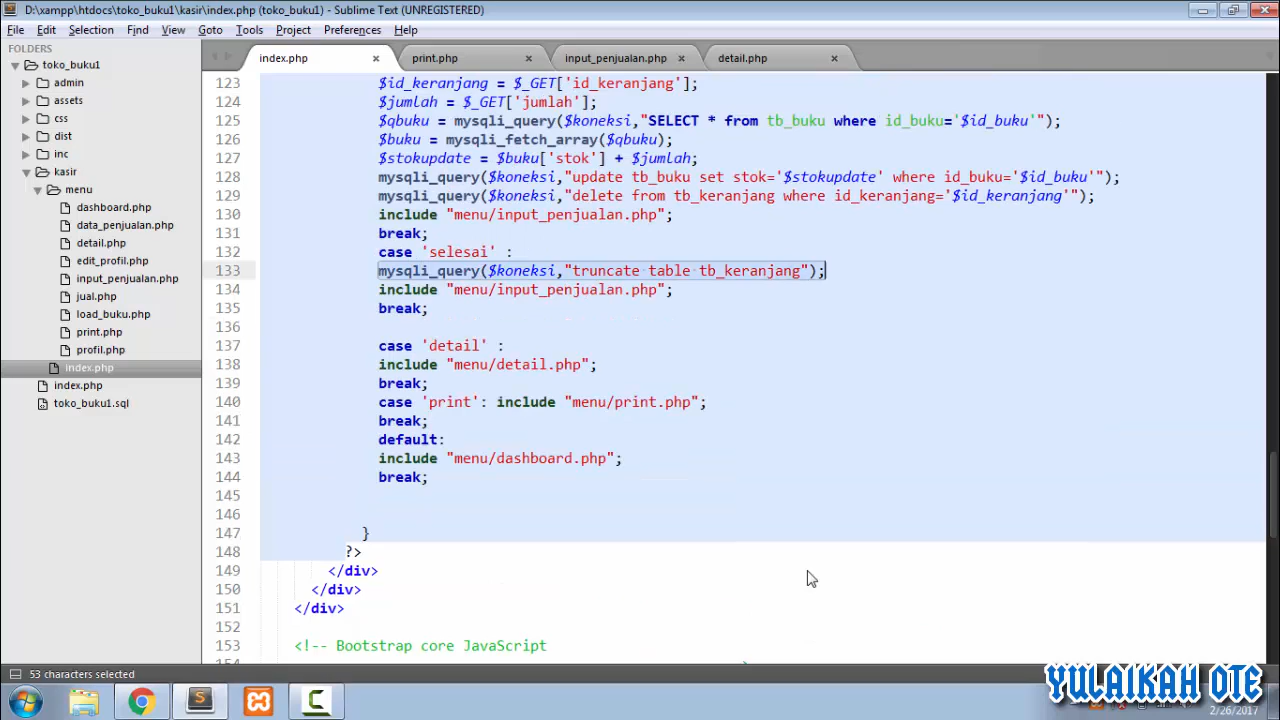 D:\xampp\htdocs\toko_buku1\kasir\index.php (toko_buku1) - Sublime Text (UNREGISTERED)
File Edit Selection Find View Goto Tools Project Preferences Help
FOLDERS
toko_buku1
admin
assets
css
dist
inc
kasir
menu
dashboard.php
data_penjualan.php
detail.php
edit_profil.php
input_penjualan.php
jual.php
load_buku.php
print.php
profil.php
index.php
index.php
toko_buku1.sql
index.php print.php input_penjualan.php detail.php
123 $id_keranjang = $_GET['id_keranjang'];
124 $jumlah = $_GET['jumlah'];
125 $qbuku = mysqli_query($koneksi,"SELECT * from tb_buku where id_buku='$id_buku'");
126 $buku = mysqli_fetch_array($qbuku);
127 $stokupdate = $buku['stok'] + $jumlah;
128 mysqli_query($koneksi,"update tb_buku set stok='$stokupdate' where id_buku='$id_buku'");
129 mysqli_query($koneksi,"delete from tb_keranjang where id_keranjang='$id_keranjang'");
130 include "menu/input_penjualan.php";
131 break;
132 case 'selesai' :
133 mysqli_query($koneksi,"truncate table tb_keranjang");
134 include "menu/input_penjualan.php";
135 break;
136
137 case 'detail' :
138 include "menu/detail.php";
139 break;
140 case 'print': include "menu/print.php";
141 break;
142 default:
143 include "menu/dashboard.php";
144 break;
145
146
147 }
148 ?>
149 </div>
150 </div>
151 </div>
152
153 <!-- Bootstrap core JavaScript
53 characters selected
YULAIKAH OTE
2/26/2017